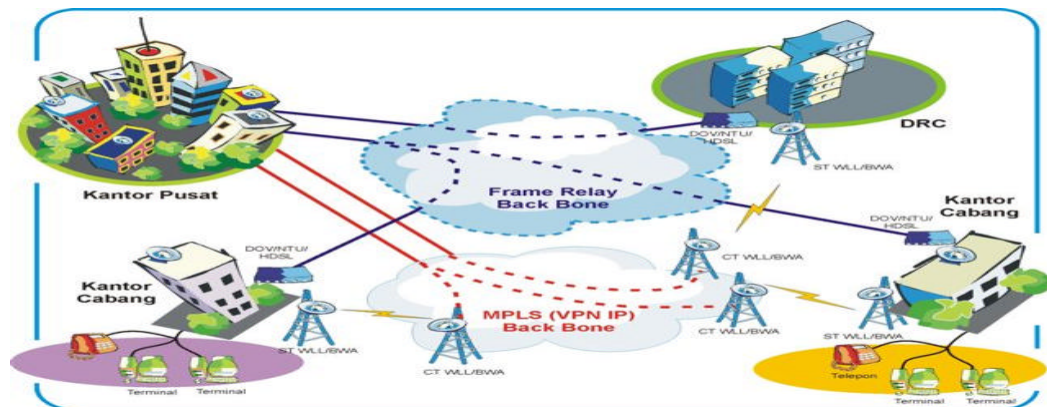 DOV/NTU/
HDSL
DRC
ST WLL/BWA
Kantor Pusat
Frame Relay
Back Bone
Kantor
Cabang
DOV/NTU/
HDSL
DOV/NTU/
HDSL
CT WLL/BWA
Kantor
Cabang
MPLS (VPN IP)
Back Bone
CT WLL/BWA
ST WLL/BWA
ST WLL/BWA
CT WLL/BWA
Telepon
Terminal
Terminal
Terminal
Terminal